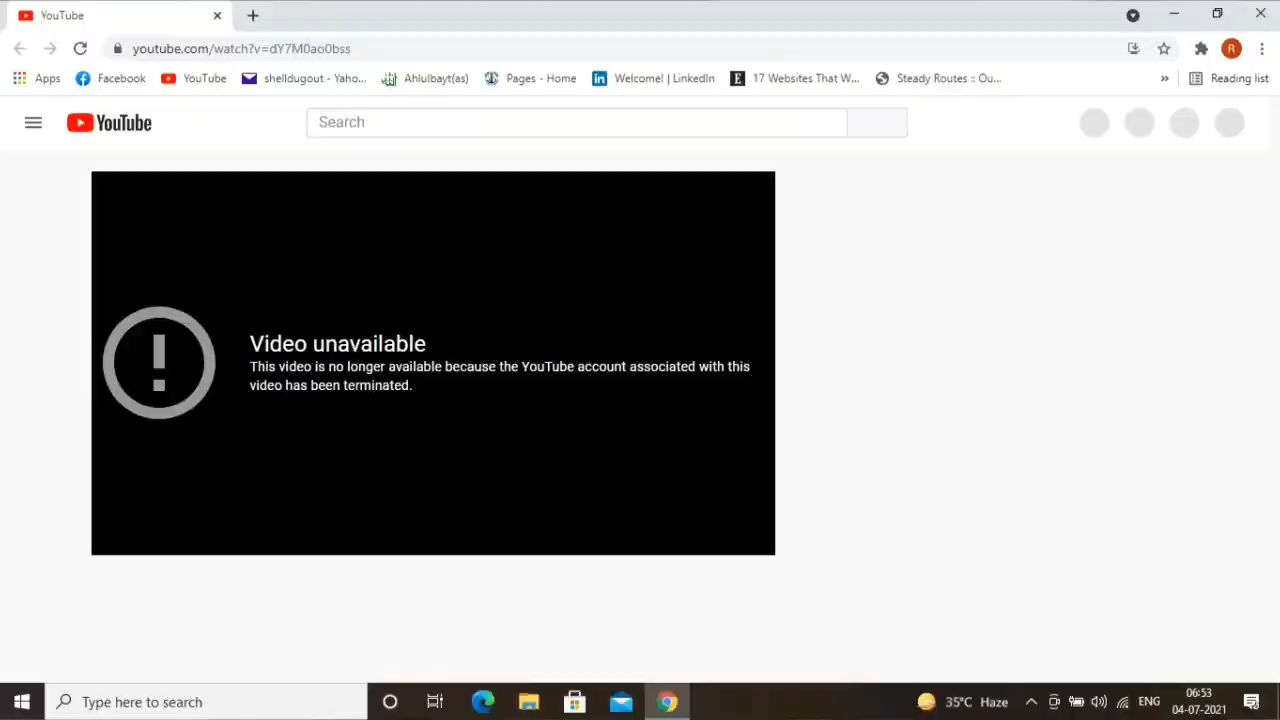 YouTube
youtube.com/watch?v=dY7M0ao0bss
R
Apps Facebook YouTube shelldugout - Yaho... Ahlulbayt(as) Pages - Home Welcome! | LinkedIn 17 Websites That W... Steady Routes :: Ou... » Reading list
YouTube Search
Video unavailable
This video is no longer available because the YouTube account associated with this
video has been terminated.
Type here to search 35°C Haze ENG 06:53
04-07-2021